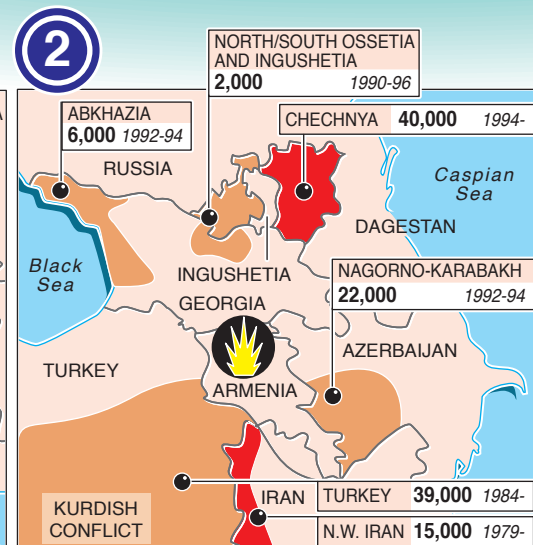 2
NORTH/SOUTH OSSETIA
AND INGUSHETIA
2,000 1990-96
ABKHAZIA
6,000 1992-94
CHECHNYA 40,000 1994-
RUSSIA
Caspian
Sea
DAGESTAN
Black
Sea
INGUSHETIA
NAGORNO-KARABAKH
22,000 1992-94
GEORGIA
AZERBAIJAN
TURKEY
ARMENIA
KURDISH
CONFLICT
IRAN
TURKEY 39,000 1984-
N.W. IRAN 15,000 1979-